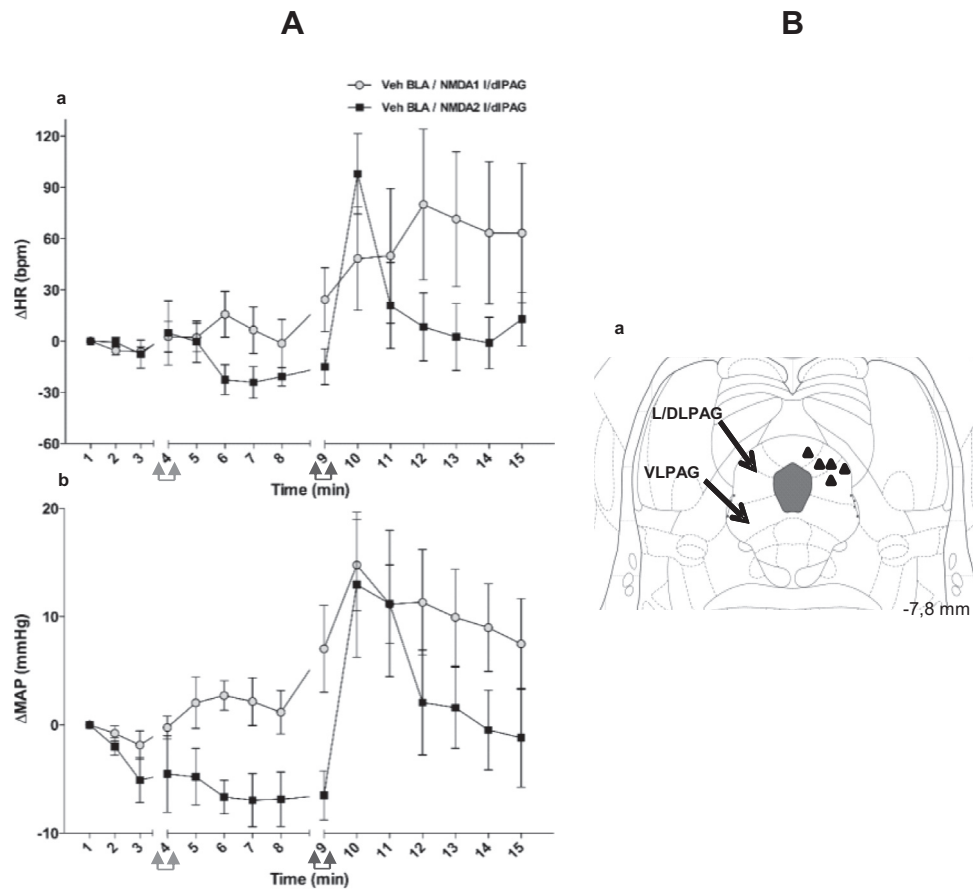 A
B
a
Veh BLA / NMDA1 l/dlPAG
Veh BLA / NMDA2 l/dlPAG
ΔHR (bpm)
120
90
60
30
0
-30
-60
1 2 3 4 5 6 7 8 9 10 11 12 13 14 15
Time (min)
b
ΔMAP (mmHg)
20
10
0
-10
1 2 3 4 5 6 7 8 9 10 11 12 13 14 15
Time (min)
a
L/DLPAG
VLPAG
-7,8 mm